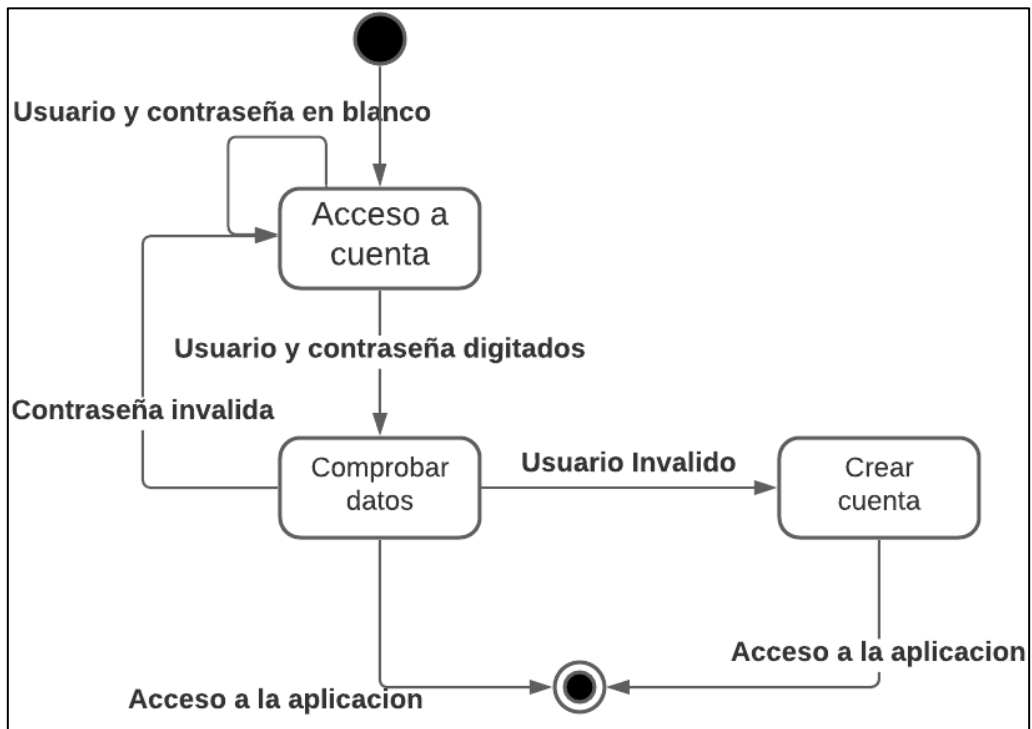 Usuario y contraseña en blanco
Acceso a
cuenta
Usuario y contraseña digitados
Contraseña invalida
Comprobar
datos
Usuario Invalido
Crear
cuenta
Acceso a la aplicacion
Acceso a la aplicacion